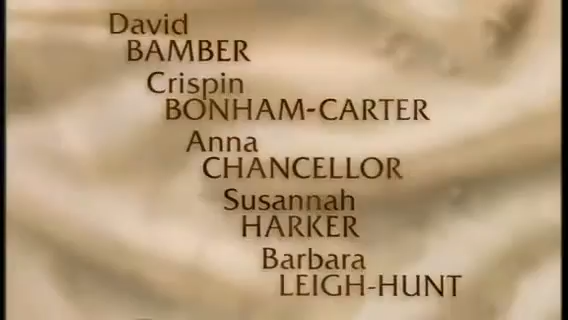 David
BAMBER
Crispin
BONHAM-CARTER
Anna
CHANCELLOR
Susannah
HARKER
Barbara
LEIGH-HUNT